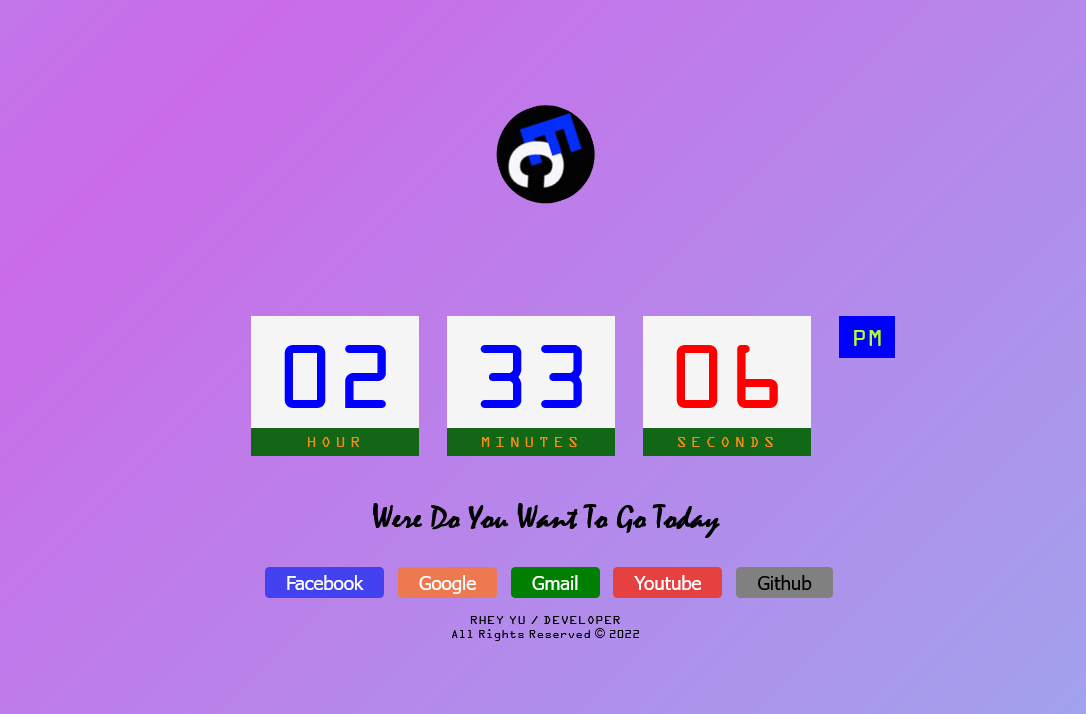 02 33 06 PM
HOUR MINUTES SECONDS
Were Do You Want To Go Today
Facebook Google Gmail Youtube Github
RHEY YU / DEVELOPER
All Rights Reserved © 2022